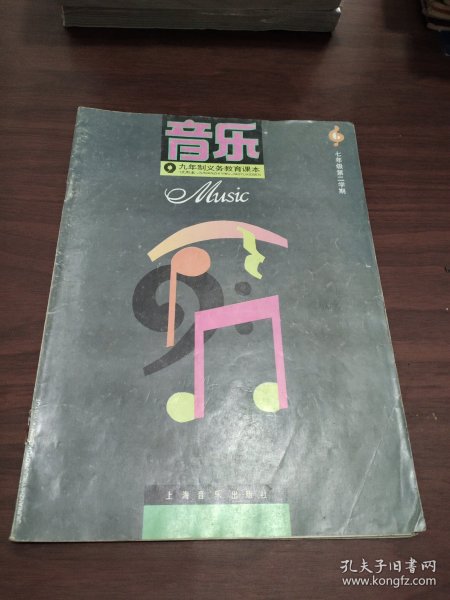 音乐
九年制义务教育课本
Music
七年级第二学期
上海音乐出版社
孔夫子旧书网
www.kongfz.com